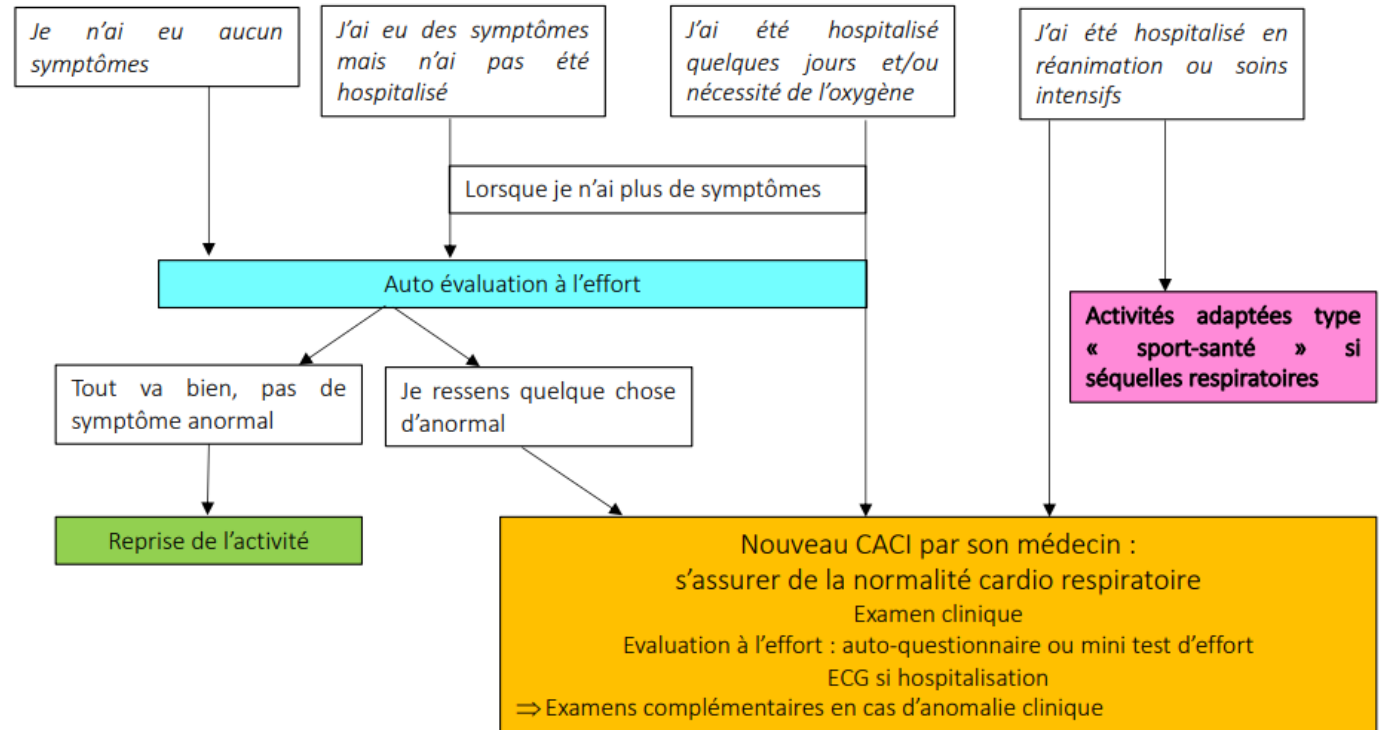 Je n'ai eu aucun
symptômes
J'ai eu des symptômes
mais n'ai pas été
hospitalisé
J'ai été hospitalisé
quelques jours et/ou
nécessité de l'oxygène
J'ai été hospitalisé en
réanimation ou soins
intensifs
Lorsque je n'ai plus de symptômes
Auto évaluation à l'effort
Activités adaptées type
« sport-santé » si
séquelles respiratoires
Tout va bien, pas de
symptôme anormal
Je ressens quelque chose
d'anormal
Reprise de l'activité
Nouveau CACI par son médecin :
s'assurer de la normalité cardio respiratoire
Examen clinique
Evaluation à l'effort : auto-questionnaire ou mini test d'effort
ECG si hospitalisation
⇒ Examens complémentaires en cas d'anomalie clinique